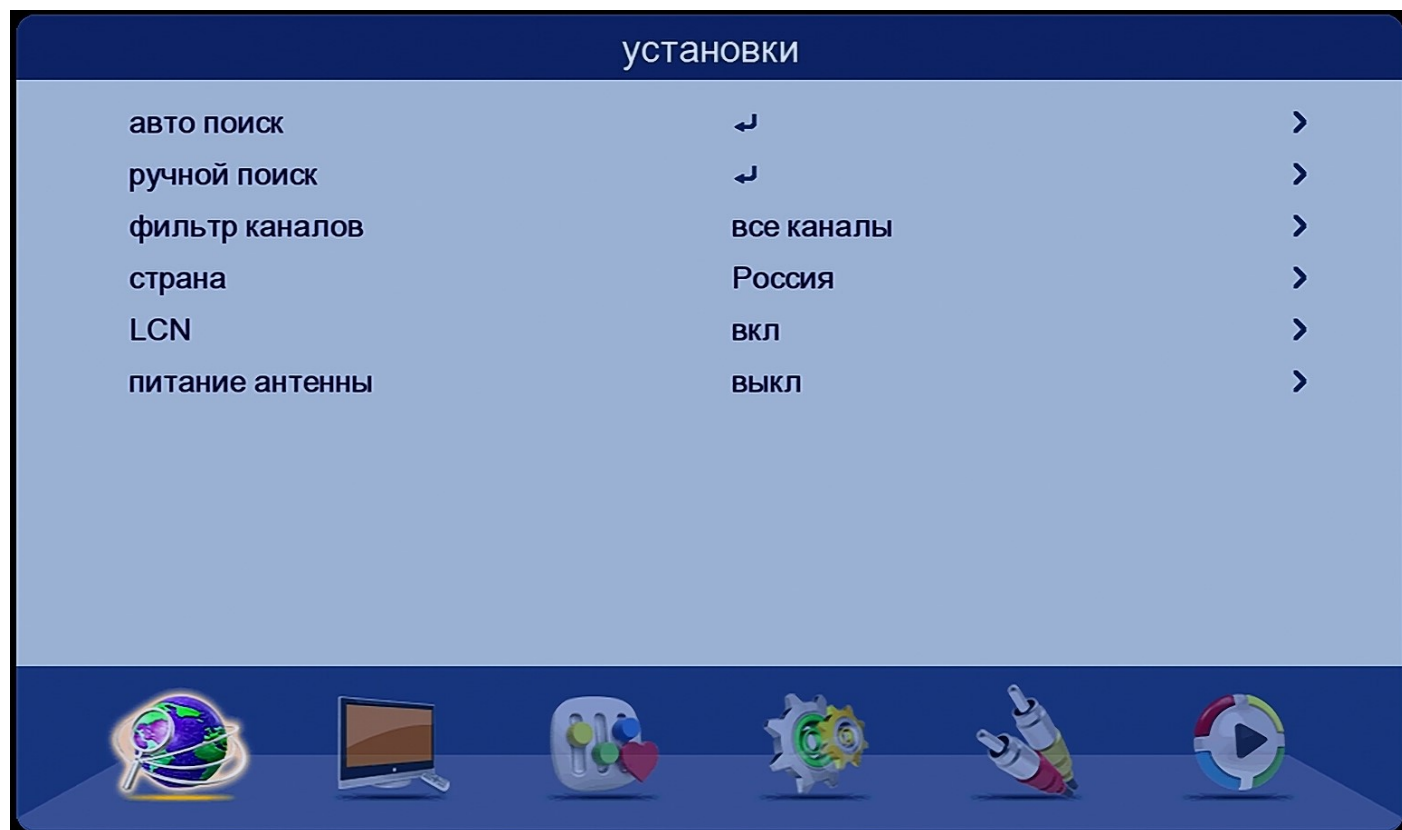 установки
авто поиск
ручной поиск
фильтр каналов все каналы
страна Россия
LCN вкл
питание антенны выкл